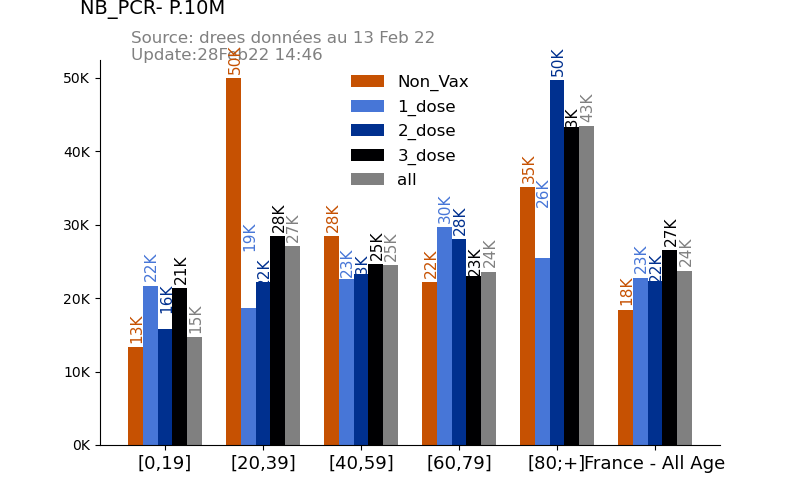 NB_PCR- P.10M
Source: drees données au 13 Feb 22
Update:28Feb22 14:46
Non_Vax
1_dose
2_dose
3_dose
all
50K
40K
30K
20K
10K
0K
13K 22K 16K 21K 15K
50K 19K 22K 28K 27K
28K 23K 23K 25K 25K
22K 30K 28K 23K 24K
35K 26K 50K 43K 43K
18K 23K 22K 27K 24K
[0,19] [20,39] [40,59] [60,79] [80;+] France - All Age